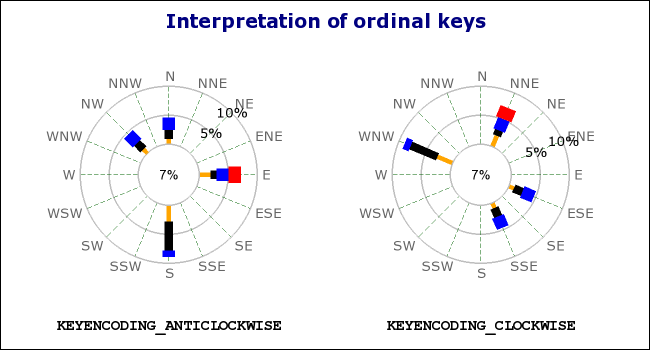 Interpretation of ordinal keys
N
NNW
NNE
NW
NE
WNW
ENE
W
E
WSW
ESE
SW
SE
SSW
SSE
S
10%
5%
7%
KEYENCODING_ANTICLOCKWISE
N
NNW
NNE
NW
NE
WNW
ENE
W
E
WSW
ESE
SW
SE
SSW
SSE
S
10%
5%
7%
KEYENCODING_CLOCKWISE